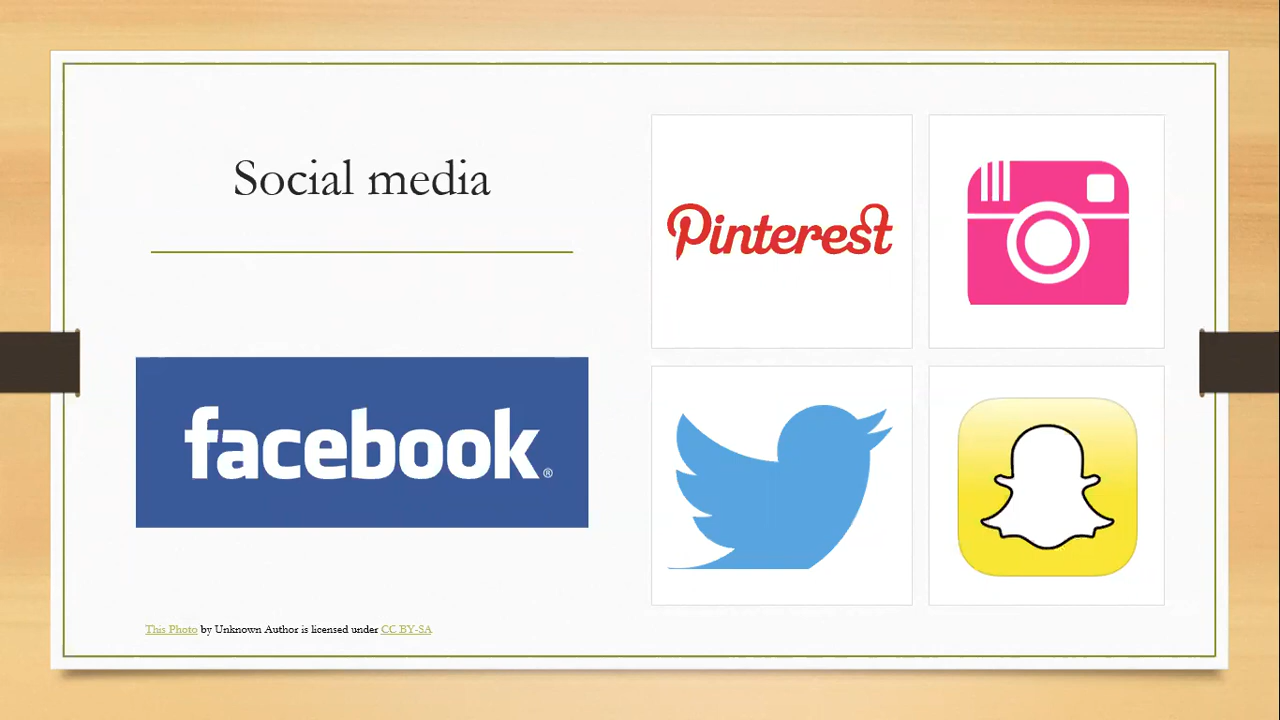 Social media
Pinterest
facebook®
This Photo by Unknown Author is licensed under CC BY-SA